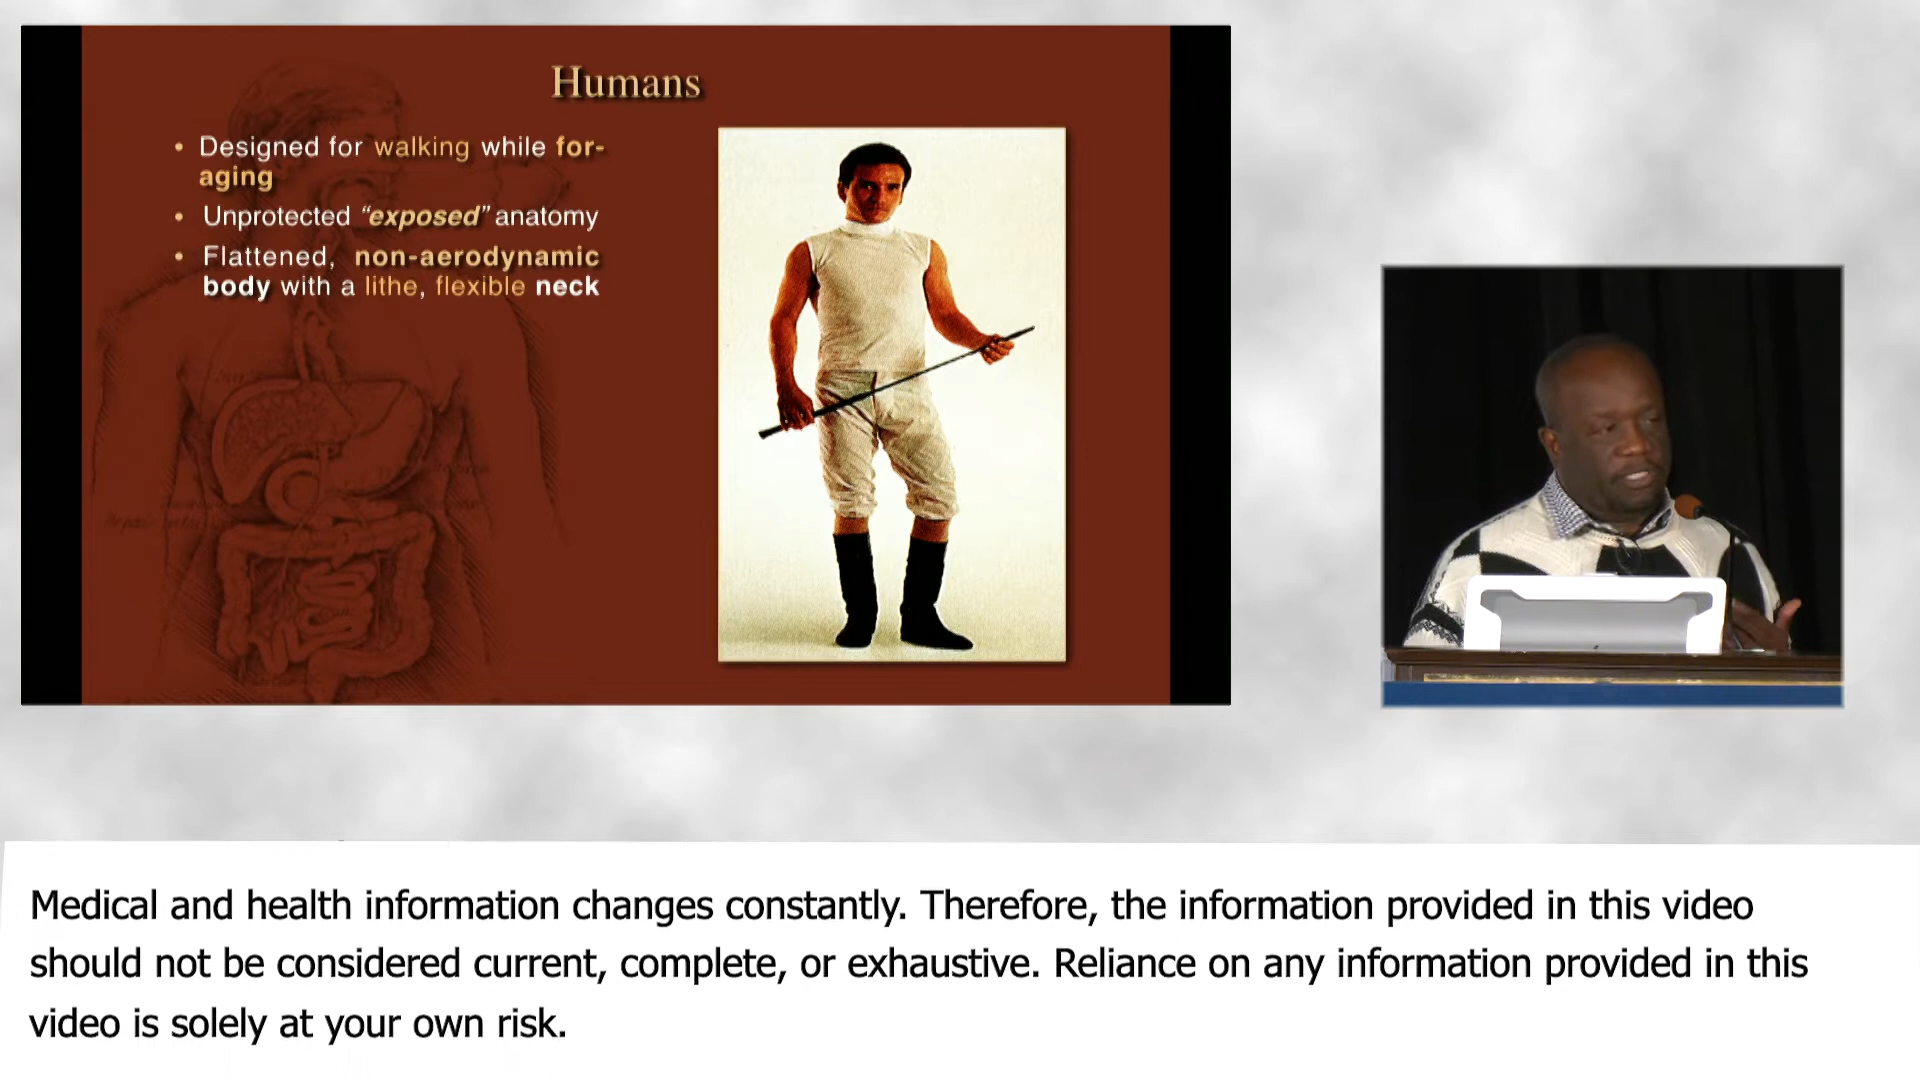 Humans
• Designed for walking while for-
aging
• Unprotected “exposed” anatomy
• Flattened, non-aerodynamic
body with a lithe, flexible neck
Medical and health information changes constantly. Therefore, the information provided in this video
should not be considered current, complete, or exhaustive. Reliance on any information provided in this
video is solely at your own risk.